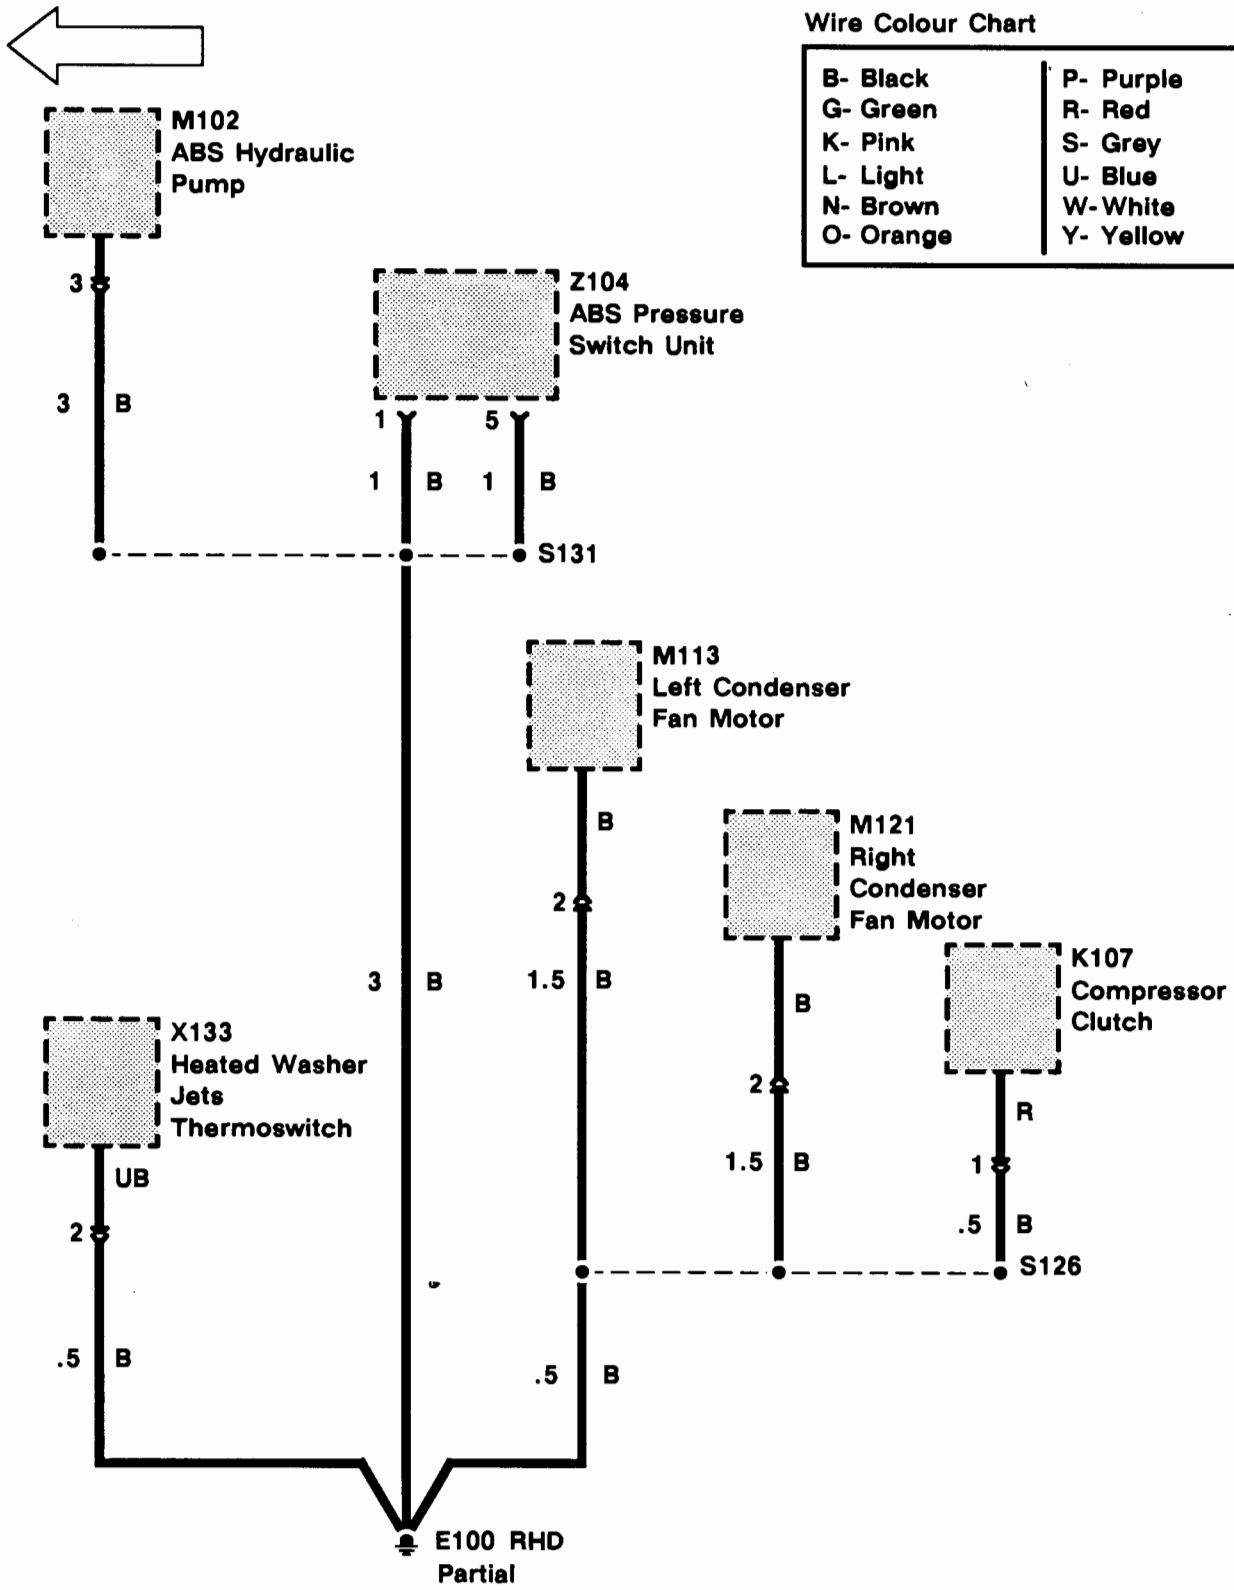 Wire Colour Chart
B- Black
G- Green
K- Pink
L- Light
N- Brown
O- Orange
P- Purple
R- Red
S- Grey
U- Blue
W- White
Y- Yellow
M102
ABS Hydraulic
Pump
3
3 B
Z104
ABS Pressure
Switch Unit
1 5
1 B 1 B
S131
M113
Left Condenser
Fan Motor
B
2
1.5 B
M121
Right
Condenser
Fan Motor
B
2
1.5 B
K107
Compressor
Clutch
R
1
.5 B
S126
3 B
X133
Heated Washer
Jets
Thermoswitch
UB
2
.5 B
.5 B
E100 RHD
Partial